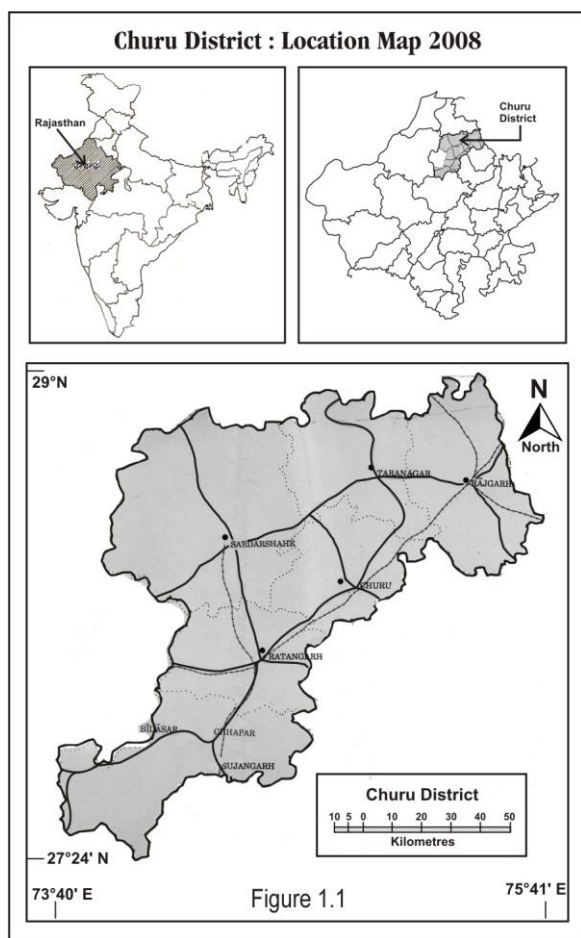 Churu District : Location Map 2008
Rajasthan
Churu
District
29°N
N
North
TARANAGAR
RAJGARH
SARDARSHAHR
CHURU
RATANGARH
BIDASAR
CHHAPAR
SUJANGARH
Churu District
10 5 0 10 20 30 40 50
Kilometres
27°24' N
73°40' E
Figure 1.1
75°41' E